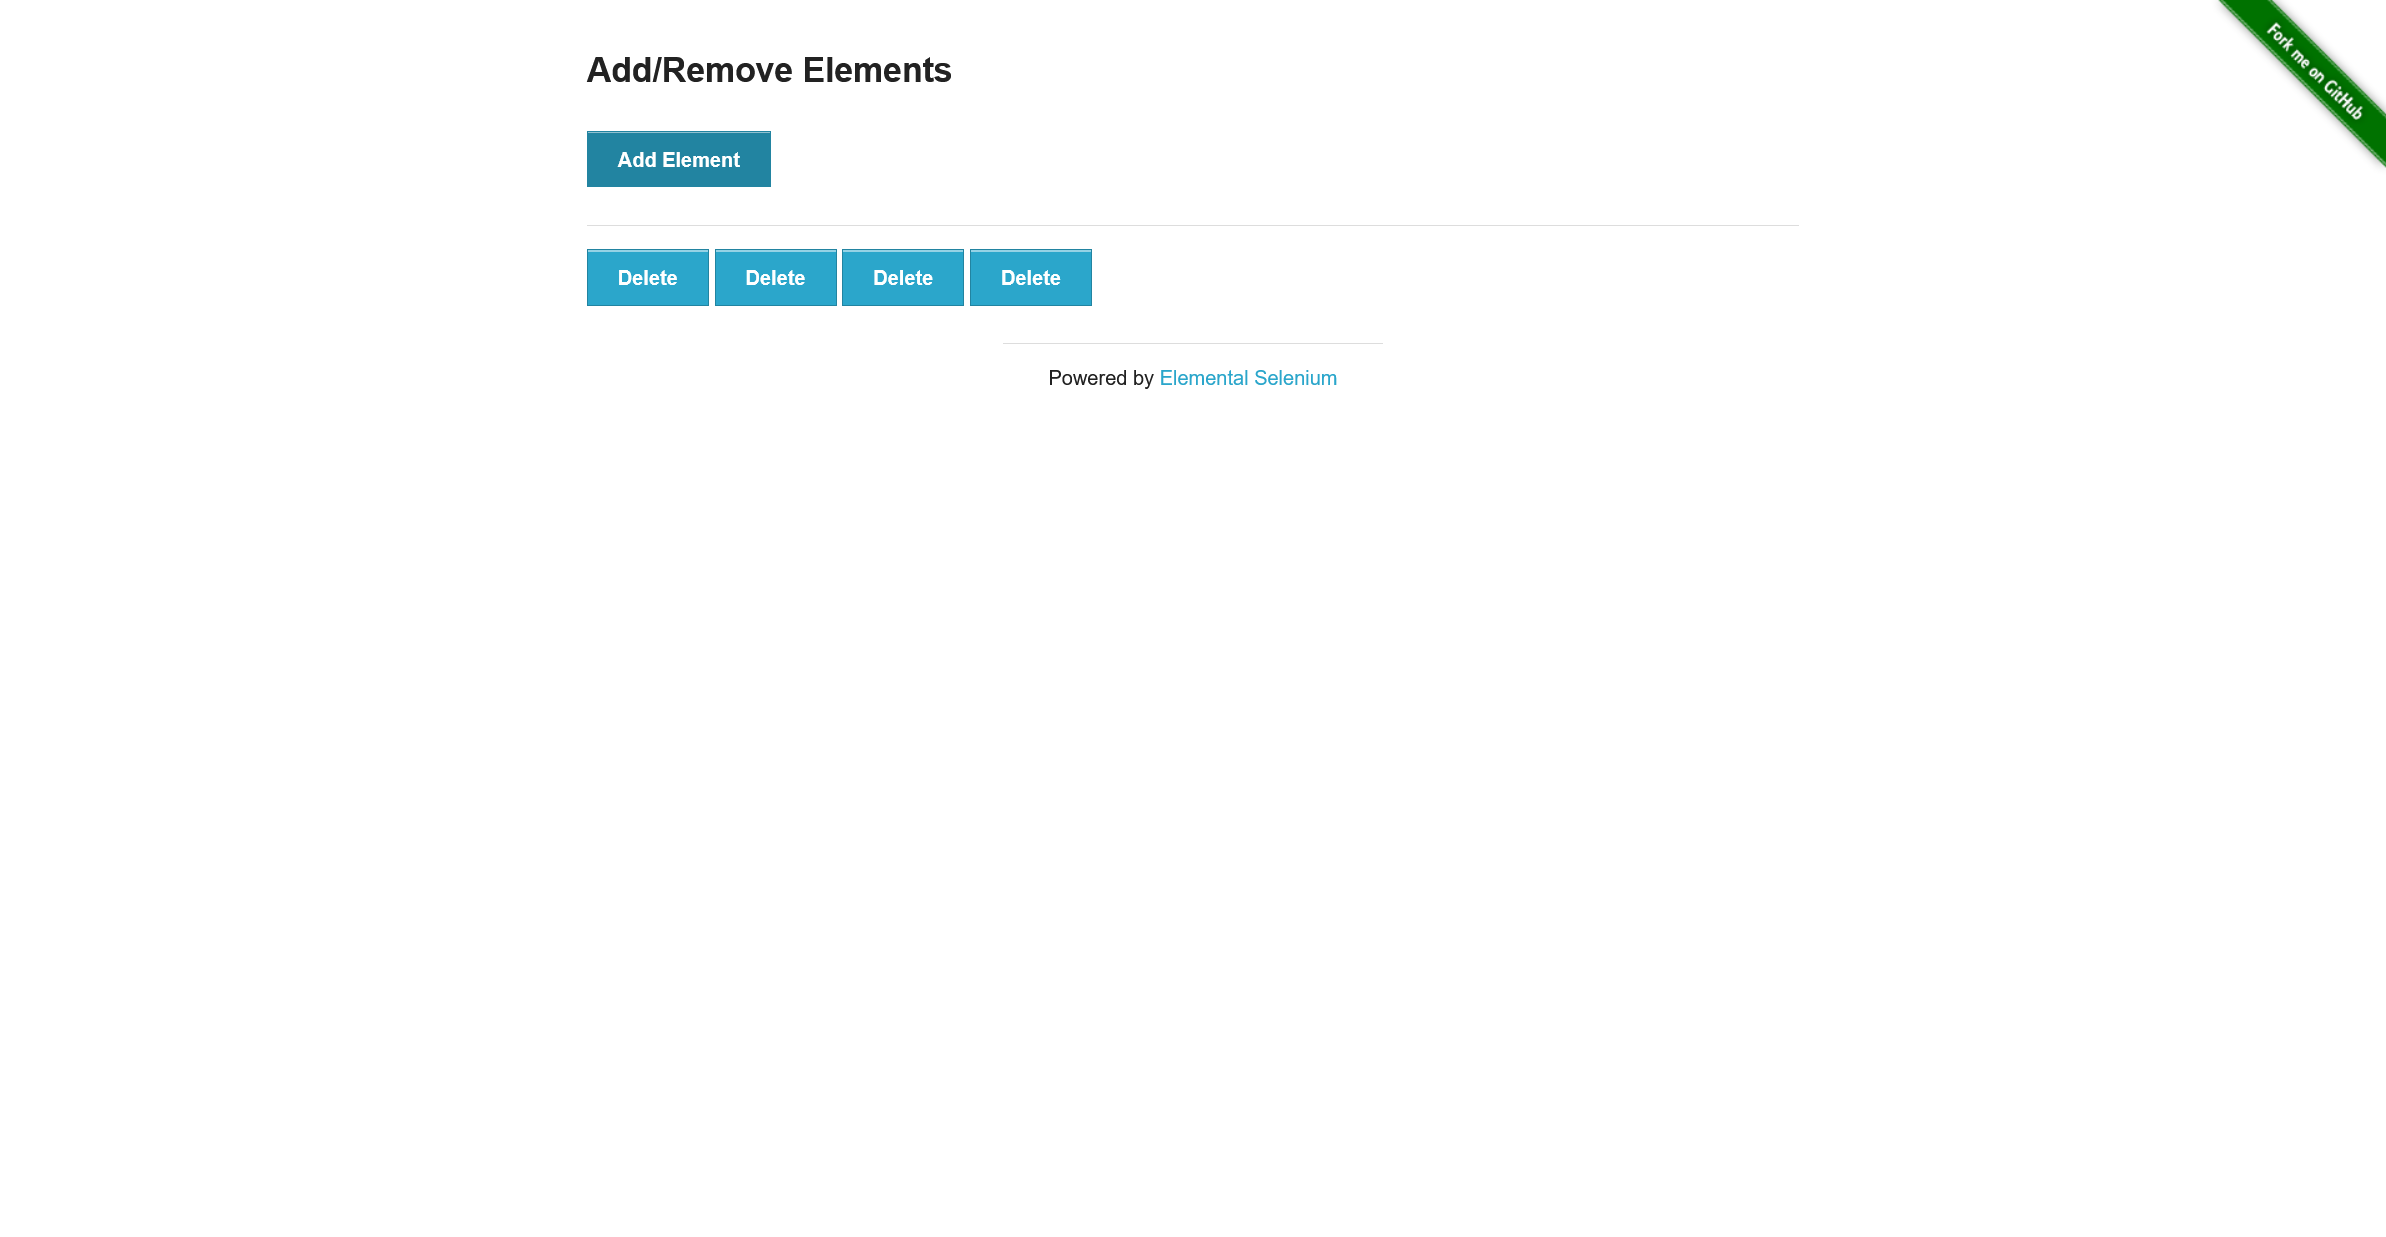 Add/Remove Elements
Fork me on GitHub
Add Element
Delete Delete Delete Delete
Powered by Elemental Selenium